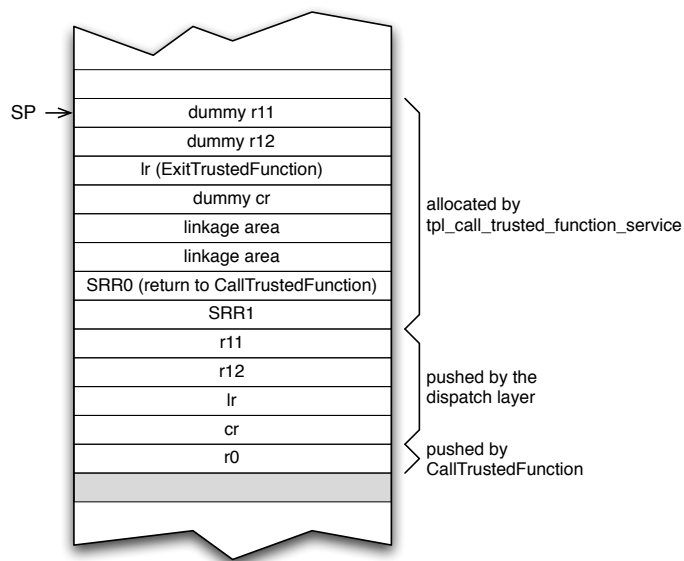 SP
dummy r11
dummy r12
lr (ExitTrustedFunction)
dummy cr
linkage area
linkage area
SRR0 (return to CallTrustedFunction)
SRR1
allocated by
tpl_call_trusted_function_service
r11
r12
lr
cr
pushed by the
dispatch layer
r0
pushed by
CallTrustedFunction